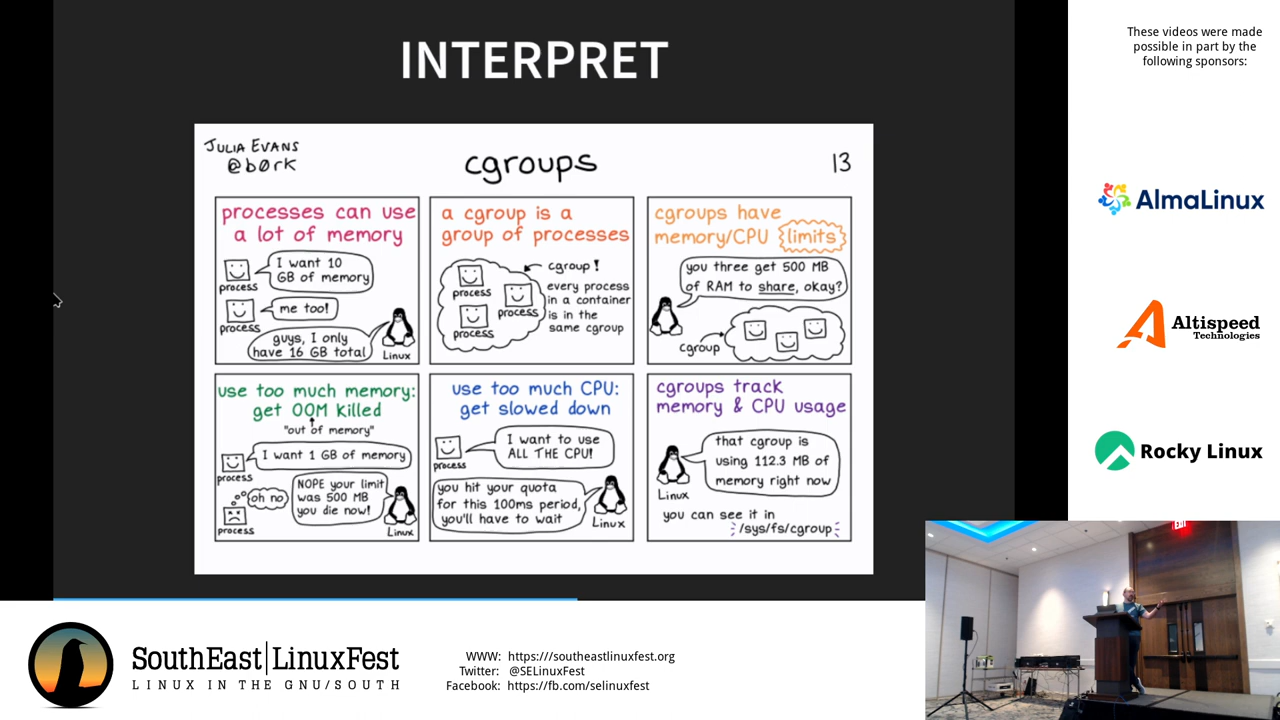 INTERPRET
JULIA EVANS
@b0rk
cgroups
13
processes can use
a lot of memory
I want 10
GB of memory
process
me too!
process
guys, I only
have 16 GB total
Linux
a cgroup is a
group of processes
cgroup!
process
process
process
every process
in a container
is in the
same cgroup
cgroups have
memory/CPU limits
you three get 500 MB
of RAM to share, okay?
cgroup
use too much memory:
get OOM killed
"out of memory"
I want 1 GB of memory
process
oh no
process
NOPE your limit
was 500 MB
you die now!
Linux
use too much CPU:
get slowed down
I want to use
ALL THE CPU!
process
you hit your quota
for this 100ms period,
you'll have to wait
Linux
cgroups track
memory & CPU usage
that cgroup is
using 112.3 MB of
memory right now
Linux
you can see it in
/sys/fs/cgroup
These videos were made
possible in part by the
following sponsors:
AlmaLinux
Altispeed
Technologies
Rocky Linux
EXIT
SouthEast|LinuxFest
LINUX IN THE GNU/SOUTH
WWW: https:///southeastlinuxfest.org
Twitter: @SELinuxFest
Facebook: https://fb.com/selinuxfest